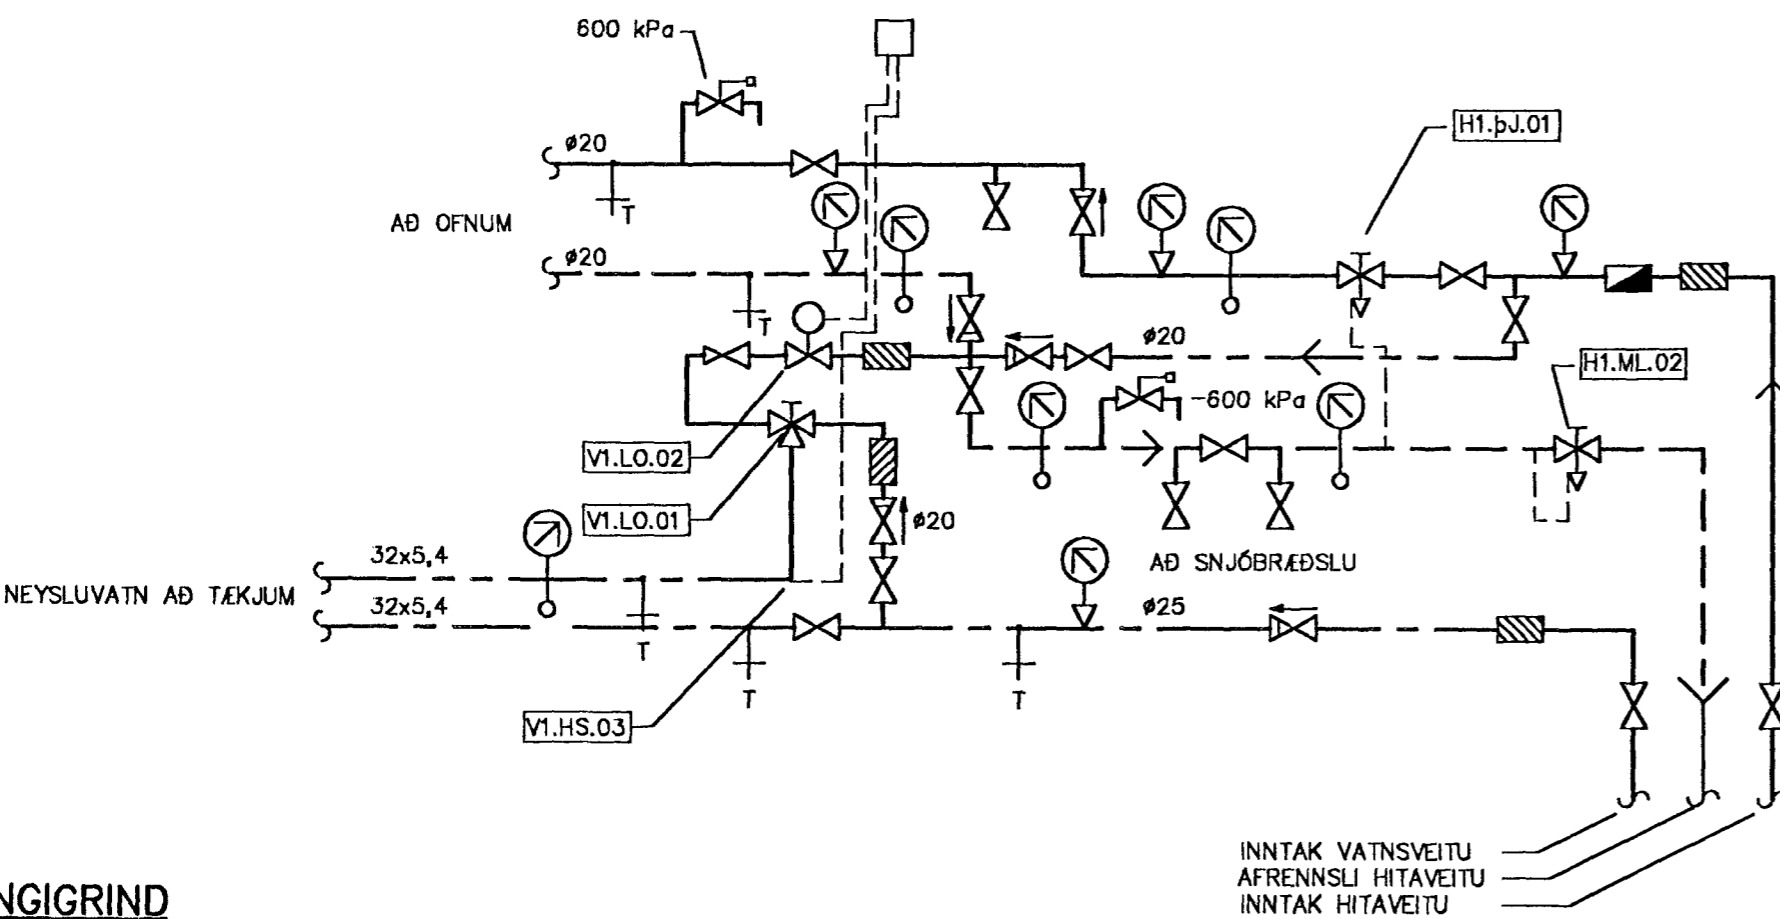 600 kPa
H1.þJ.01
ø20
T
AÐ OFNUM
ø20
T
ø20
H1.ML.02
-600 kPa
V1.LO.02
V1.LO.01
ø20
32x5,4
AÐ SNJÓBRÆÐSLU
NEYSLUVATN AÐ TÆKJUM
32x5,4
ø25
T
T
T
V1.HS.03
INNTAK VATNSVEITU
AFRENNSLI HITAVEITU
INNTAK HITAVEITU
NGIGRIND